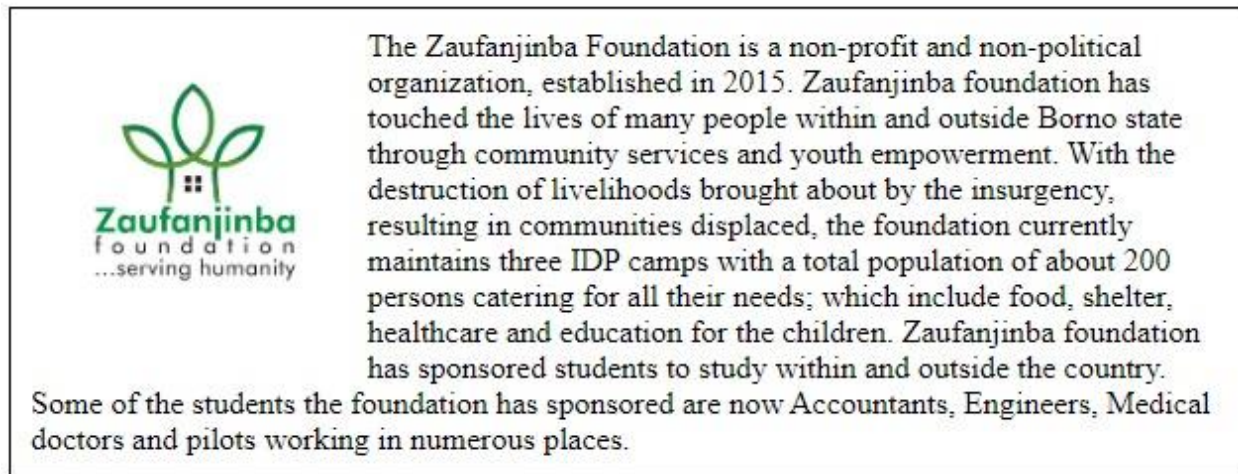 Zaufanjinba
foundation
...serving humanity
The Zaufanjinba Foundation is a non-profit and non-political
organization, established in 2015. Zaufanjinba foundation has
touched the lives of many people within and outside Borno state
through community services and youth empowerment. With the
destruction of livelihoods brought about by the insurgency,
resulting in communities displaced, the foundation currently
maintains three IDP camps with a total population of about 200
persons catering for all their needs; which include food, shelter,
healthcare and education for the children. Zaufanjinba foundation
has sponsored students to study within and outside the country.
Some of the students the foundation has sponsored are now Accountants, Engineers, Medical
doctors and pilots working in numerous places.